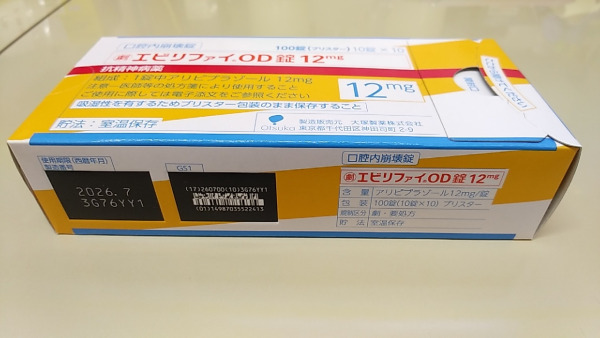 口腔内崩壊錠
100錠(ブリスター)10錠×10
劇 エビリファイ®OD錠12mg
抗精神病薬
組成:1錠中アリピプラゾール 12mg
注意-医師等の処方箋により使用すること
ご使用に際しては電子添文をご参照ください
吸湿性を有するためブリスター包装のまま保存すること
貯法:室温保存
12mg
Otsuka
製造販売元 大塚製薬株式会社
東京都千代田区神田司町2-9
使用期限(西暦年月)
製造番号
2026.7
3G76YY1
GS1
(17)260700(10)3G76YY1
(01)14987035522413
口腔内崩壊錠
劇 エビリファイ®OD錠12mg
含 量 アリピプラゾール12mg/錠
包 装 100錠(10錠×10) ブリスター
規制区分 劇・要処方
貯 法 室温保存